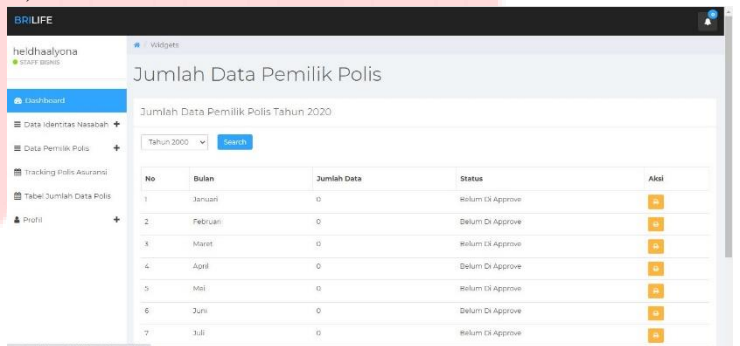 BRILIFE
heldhaalyona
STAFF BISNIS
Dashboard
Data Identitas Nasabah
Data Pemilik Polis
Tracking Polis Asuransi
Tabel Jumlah Data Polis
Profil
/ Widgets
Jumlah Data Pemilik Polis
Jumlah Data Pemilik Polis Tahun 2020
Tahun 2000 Search
No Bulan Jumlah Data Status Aksi
1 Januari 0 Belum Di Approve
2 Februari 0 Belum Di Approve
3 Maret 0 Belum Di Approve
4 April 0 Belum Di Approve
5 Mei 0 Belum Di Approve
6 Juni 0 Belum Di Approve
7 Juli 0 Belum Di Approve